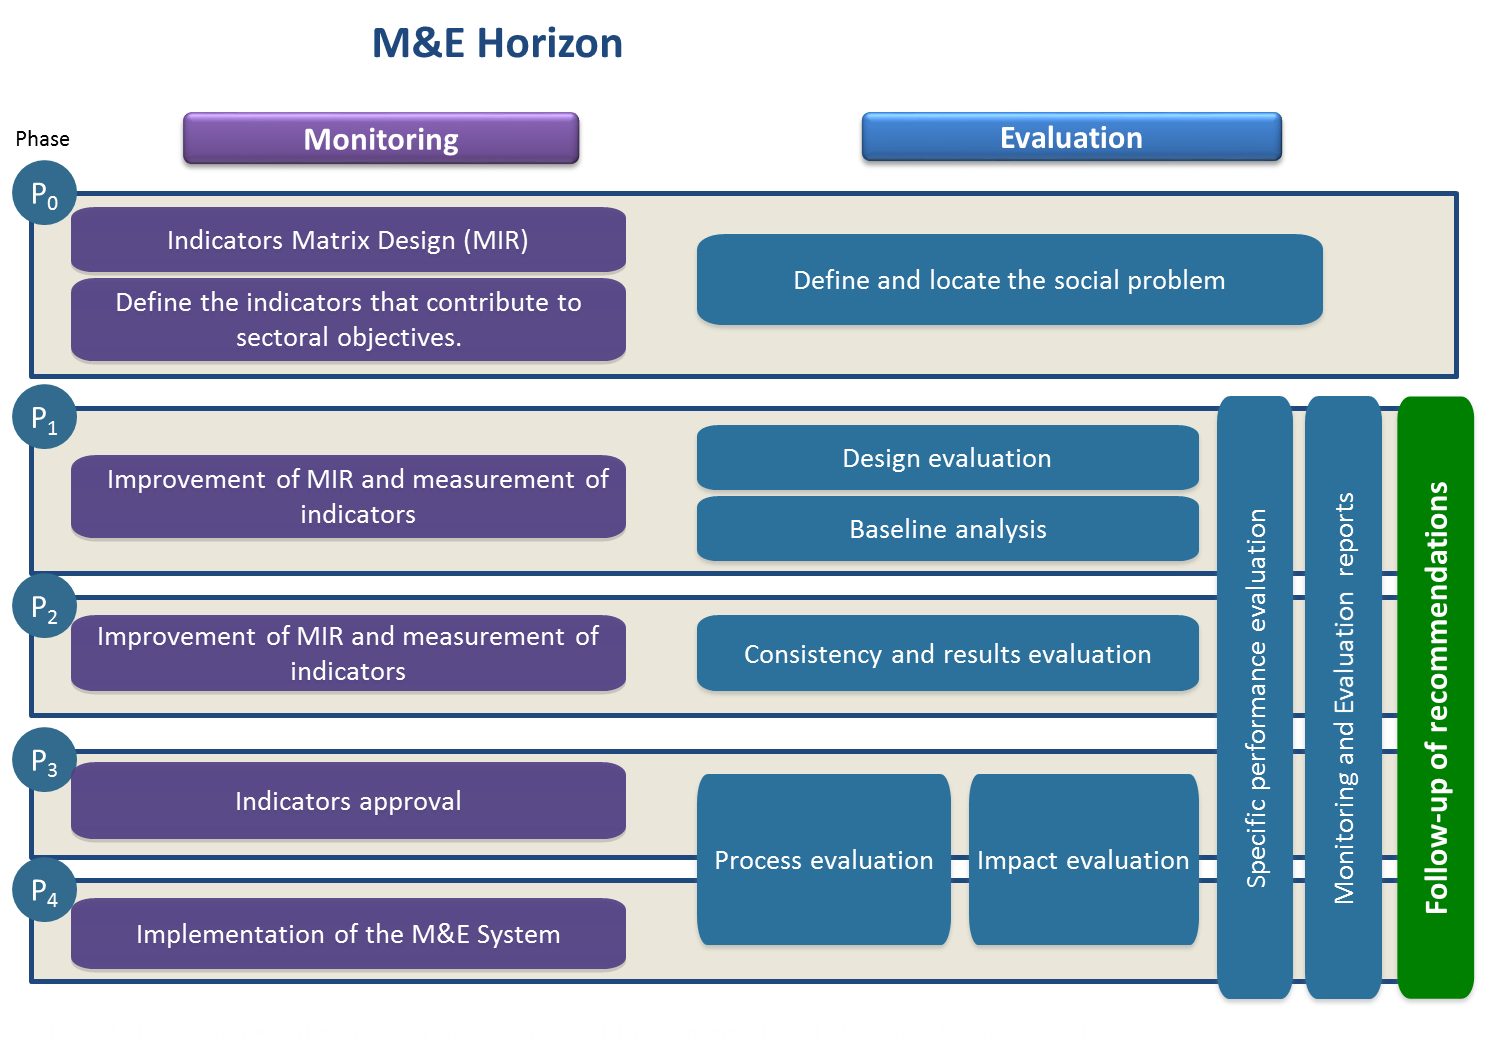 M&E Horizon
Phase
Monitoring
Evaluation
P0
Indicators Matrix Design (MIR)
Define the indicators that contribute to
sectoral objectives.
Define and locate the social problem
P1
Improvement of MIR and measurement of
indicators
Design evaluation
Baseline analysis
P2
Improvement of MIR and measurement of
indicators
Consistency and results evaluation
P3
Indicators approval
Process evaluation
Impact evaluation
P4
Implementation of the M&E System
Specific performance evaluation
Monitoring and Evaluation reports
Follow-up of recommendations